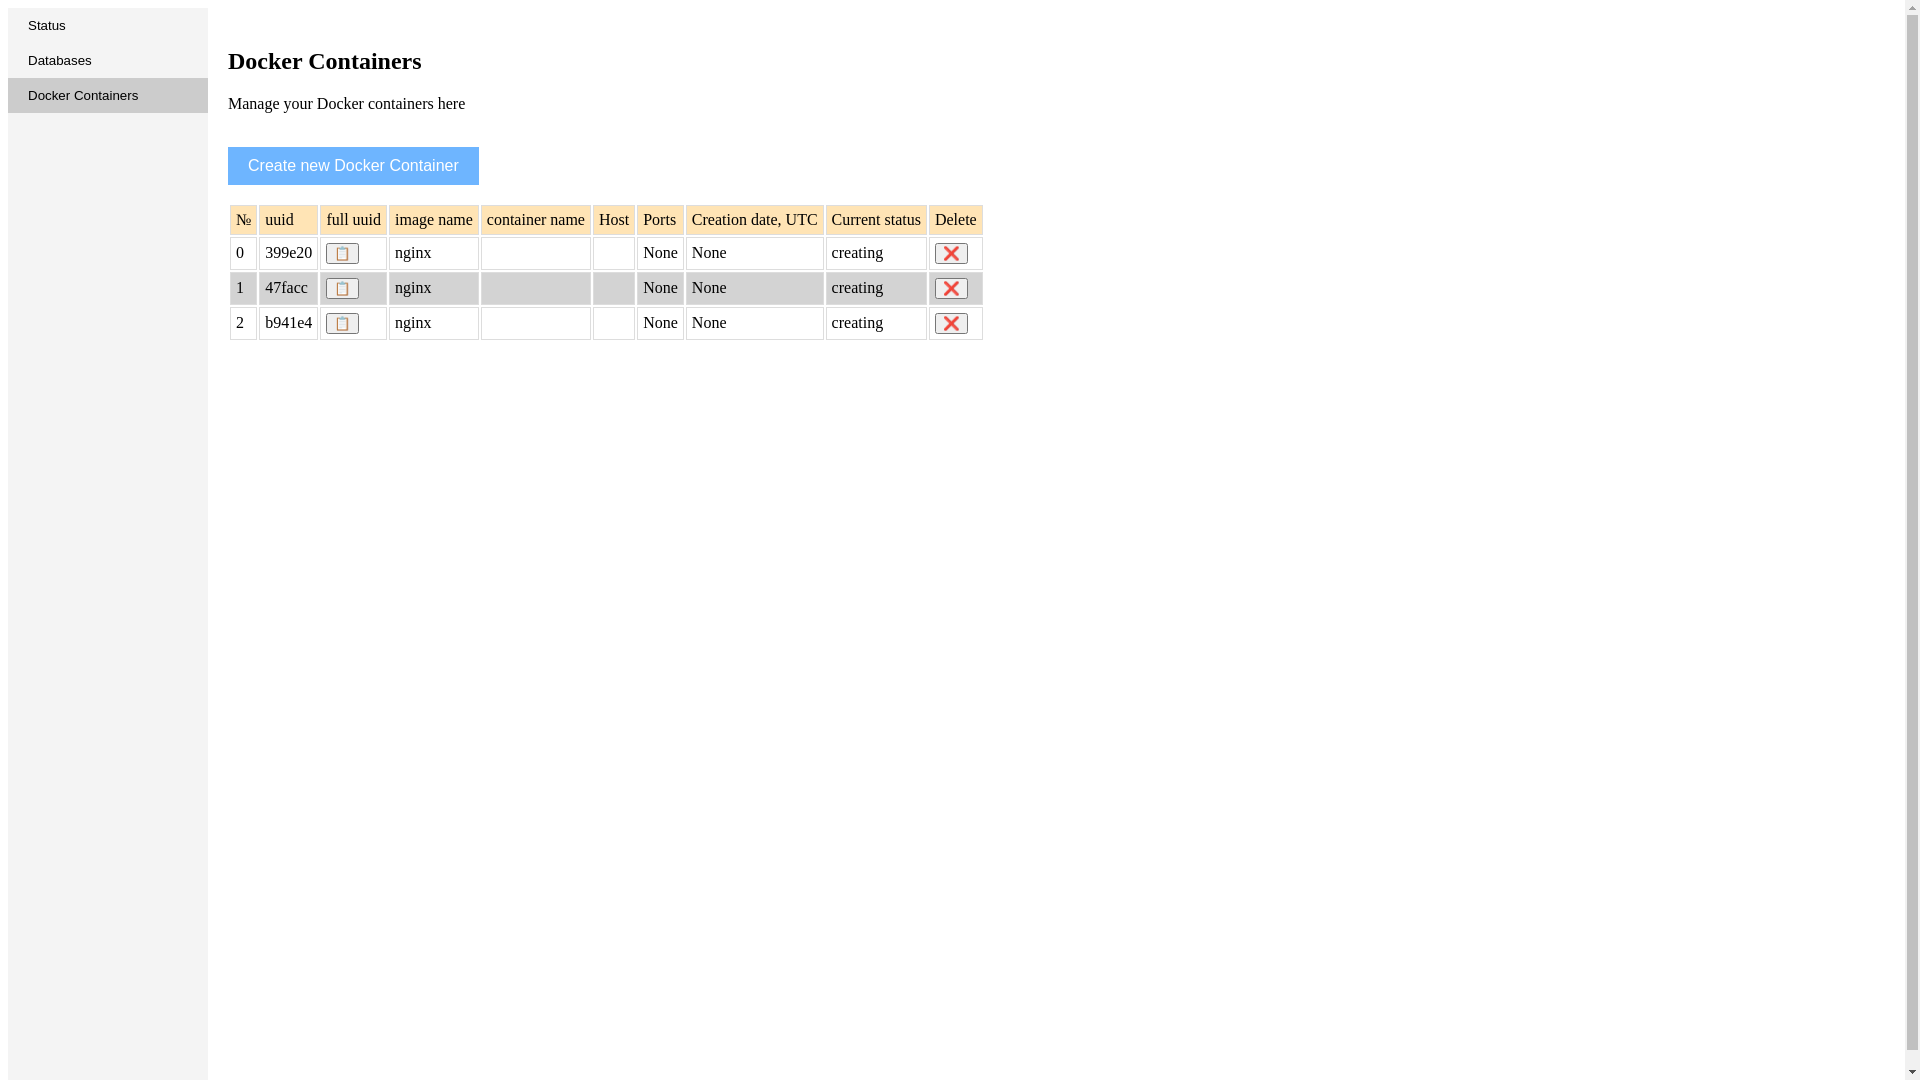 Status
Databases
Docker Containers
Docker Containers
Manage your Docker containers here
Create new Docker Container
№ uuid full uuid image name container name Host Ports Creation date, UTC Current status Delete
0 399e20 📋 nginx None None creating ❌
1 47facc 📋 nginx None None creating ❌
2 b941e4 📋 nginx None None creating ❌